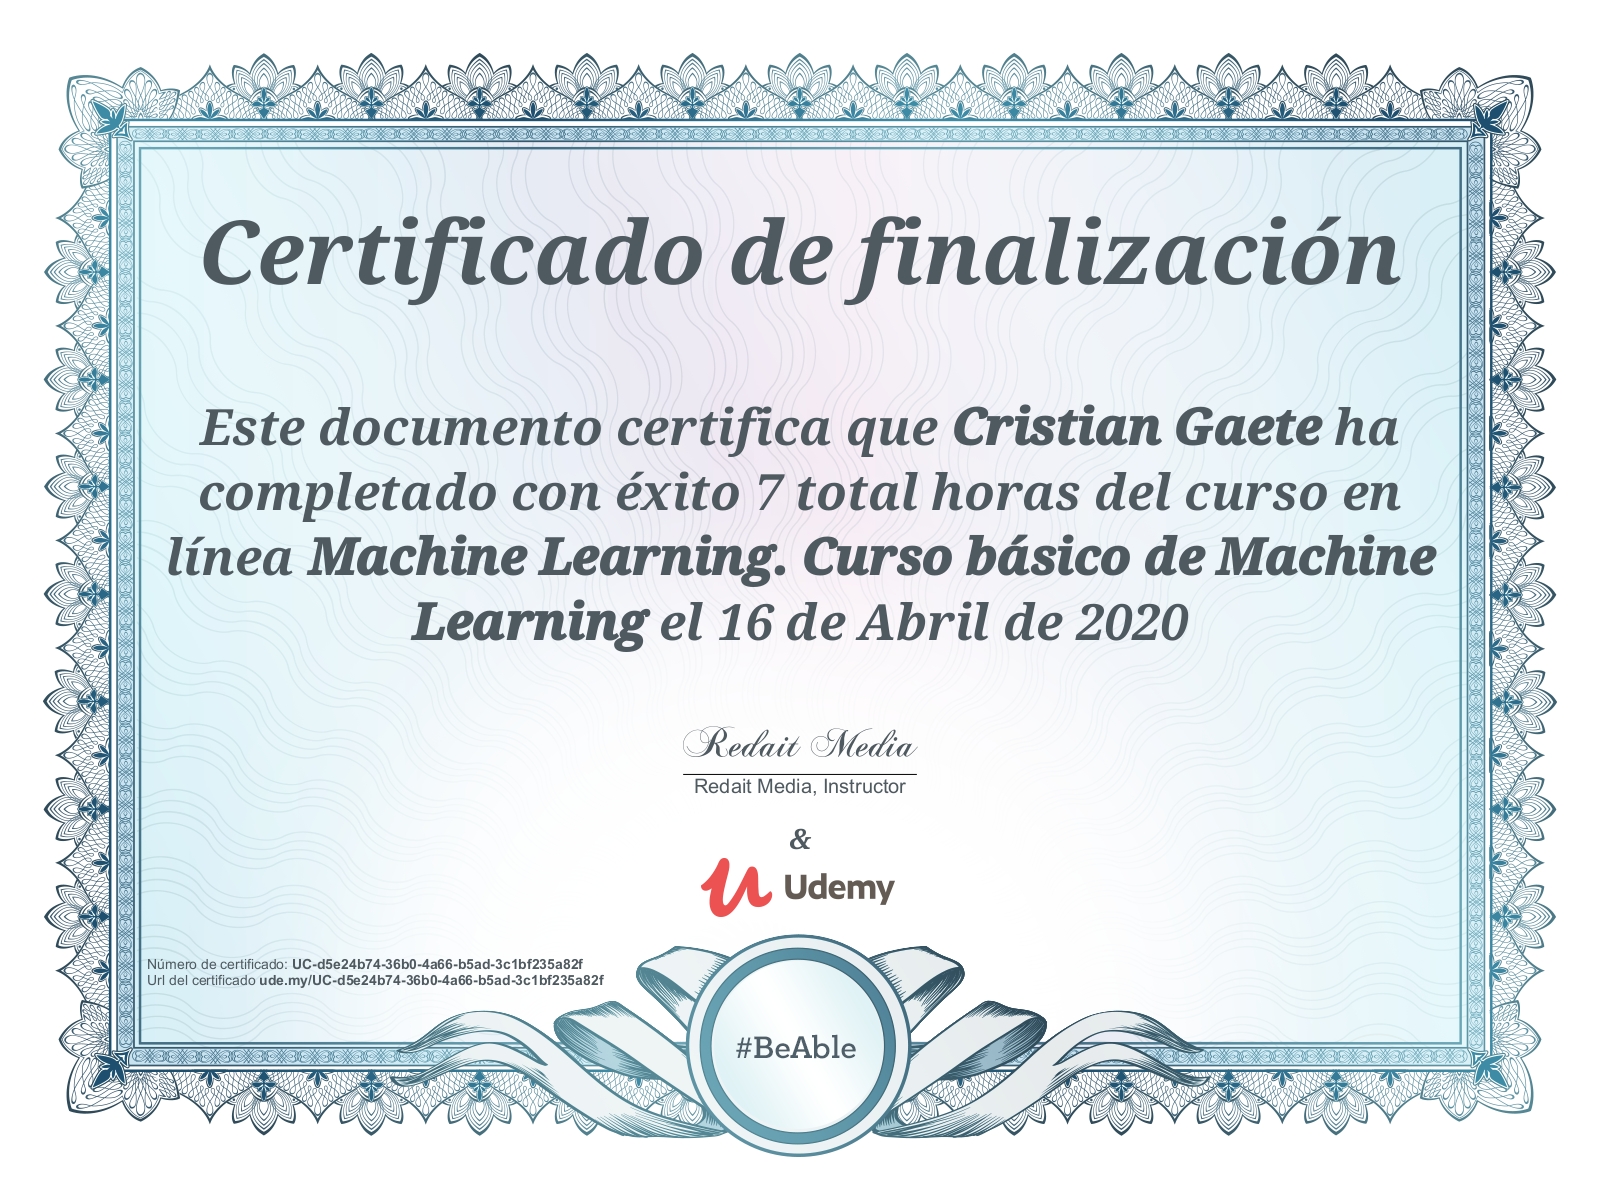 Certificado de finalización
Este documento certifica que Cristian Gaete ha
completado con éxito 7 total horas del curso en
línea Machine Learning. Curso básico de Machine
Learning el 16 de Abril de 2020
Redait Media
Redait Media, Instructor
&
Udemy
Número de certificado: UC-d5e24b74-36b0-4a66-b5ad-3c1bf235a82f
Url del certificado ude.my/UC-d5e24b74-36b0-4a66-b5ad-3c1bf235a82f
#BeAble